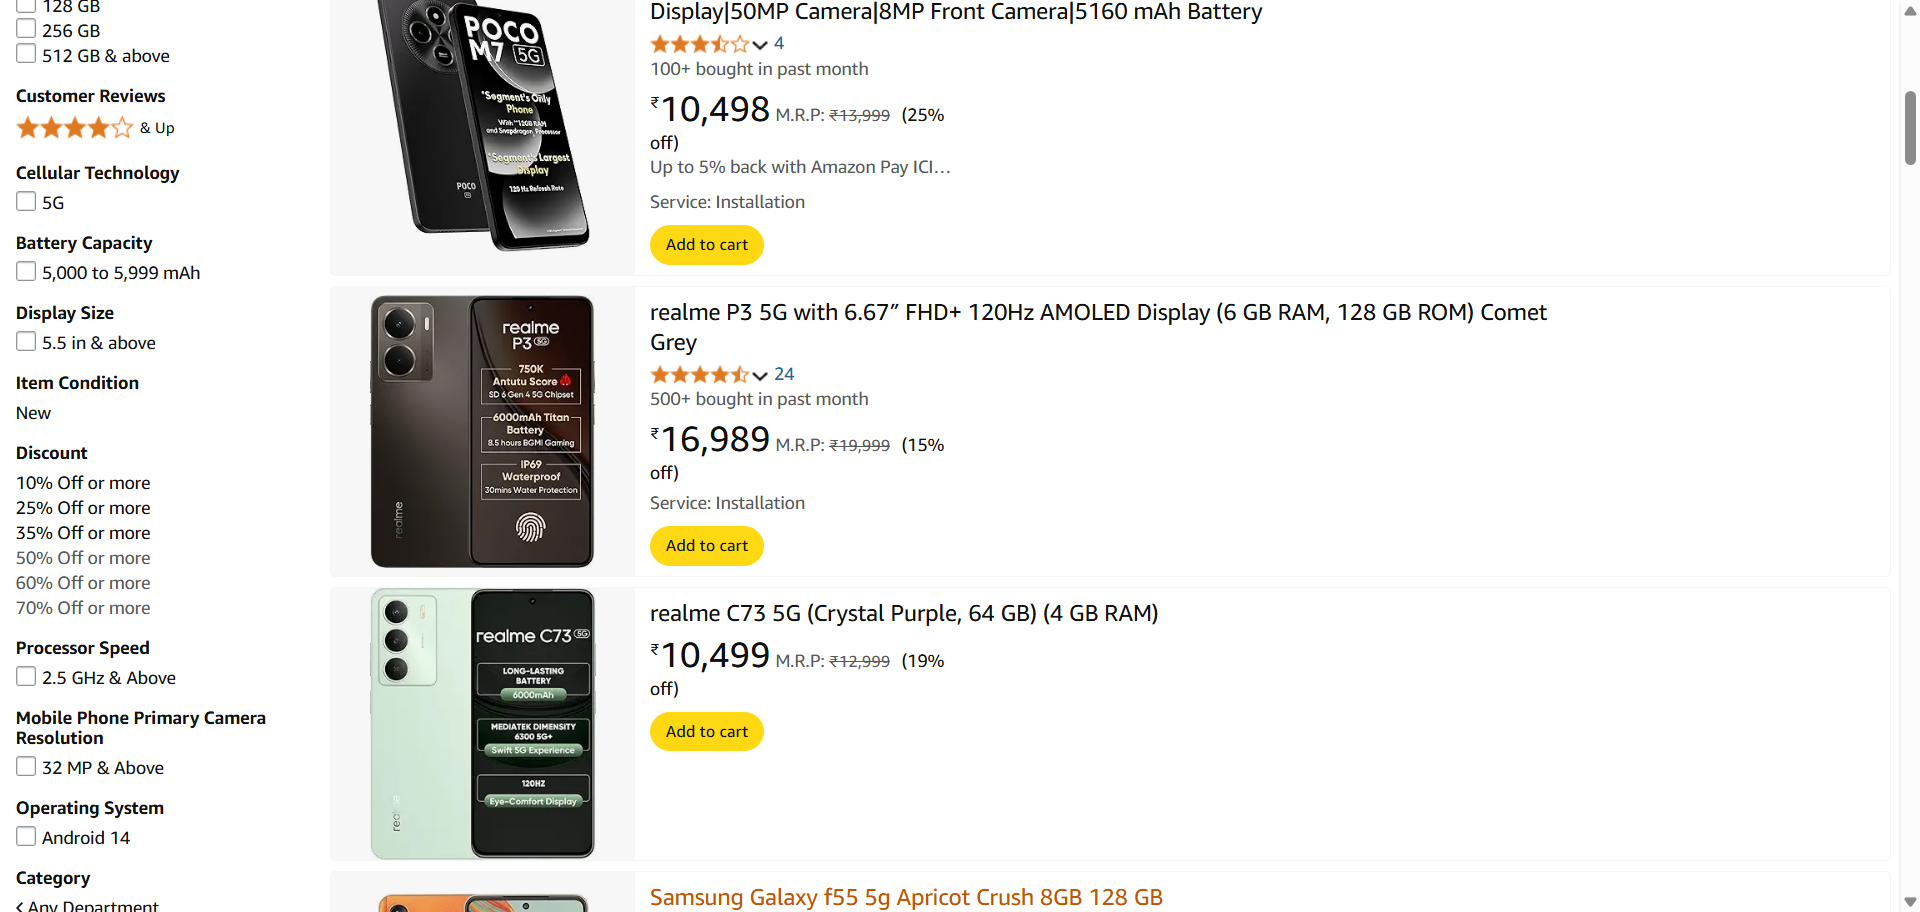 128 GB
256 GB
512 GB & above
Customer Reviews
& Up
Cellular Technology
5G
Battery Capacity
5,000 to 5,999 mAh
Display Size
5.5 in & above
Item Condition
New
Discount
10% Off or more
25% Off or more
35% Off or more
50% Off or more
60% Off or more
70% Off or more
Processor Speed
2.5 GHz & Above
Mobile Phone Primary Camera
Resolution
32 MP & Above
Operating System
Android 14
Category
Any Department
POCO
M7 5G
"Segment's Only
Phone
With **12GB RAM
and Snapdragon Processor
"Segment's Largest
Display
120 Hz Refresh Rate
POCO
5G
Display|50MP Camera|8MP Front Camera|5160 mAh Battery
4
100+ bought in past month
₹10,498 M.R.P: ₹13,999 (25%
off)
Up to 5% back with Amazon Pay ICI…
Service: Installation
Add to cart
realme
P3 5G
750K
Antutu Score
SD 6 Gen 4 5G Chipset
6000mAh Titan
Battery
8.5 hours BGMI Gaming
IP69
Waterproof
30mins Water Protection
realme
realme P3 5G with 6.67” FHD+ 120Hz AMOLED Display (6 GB RAM, 128 GB ROM) Comet
Grey
24
500+ bought in past month
₹16,989 M.R.P: ₹19,999 (15%
off)
Service: Installation
Add to cart
realme C73 5G
LONG-LASTING
BATTERY
6000mAh
MEDIATEK DIMENSITY
6300 5G+
Swift 5G Experience
120HZ
Eye-Comfort Display
realme
realme C73 5G (Crystal Purple, 64 GB) (4 GB RAM)
₹10,499 M.R.P: ₹12,999 (19%
off)
Add to cart
Samsung Galaxy f55 5g Apricot Crush 8GB 128 GB